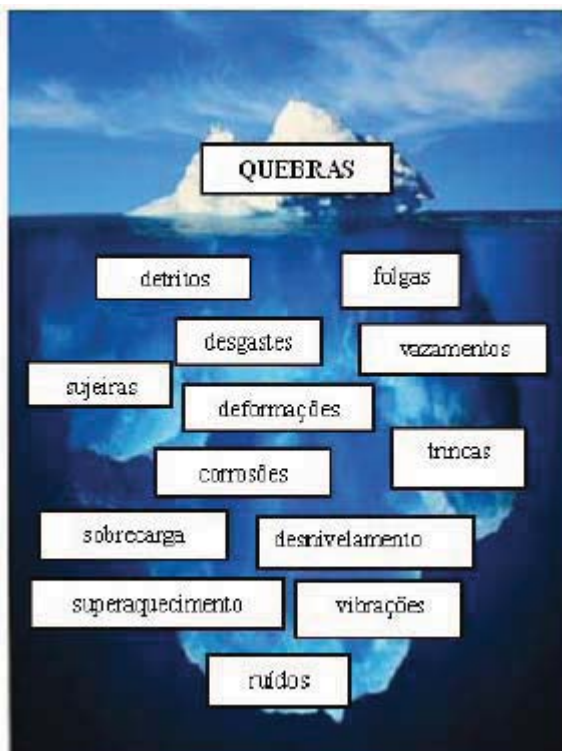 QUEBRAS
detritos
folgas
desgastes
vazamentos
sujeiras
deformações
trincas
corrosões
sobrecarga
desnivelamento
superaquecimento
vibrações
ruídos